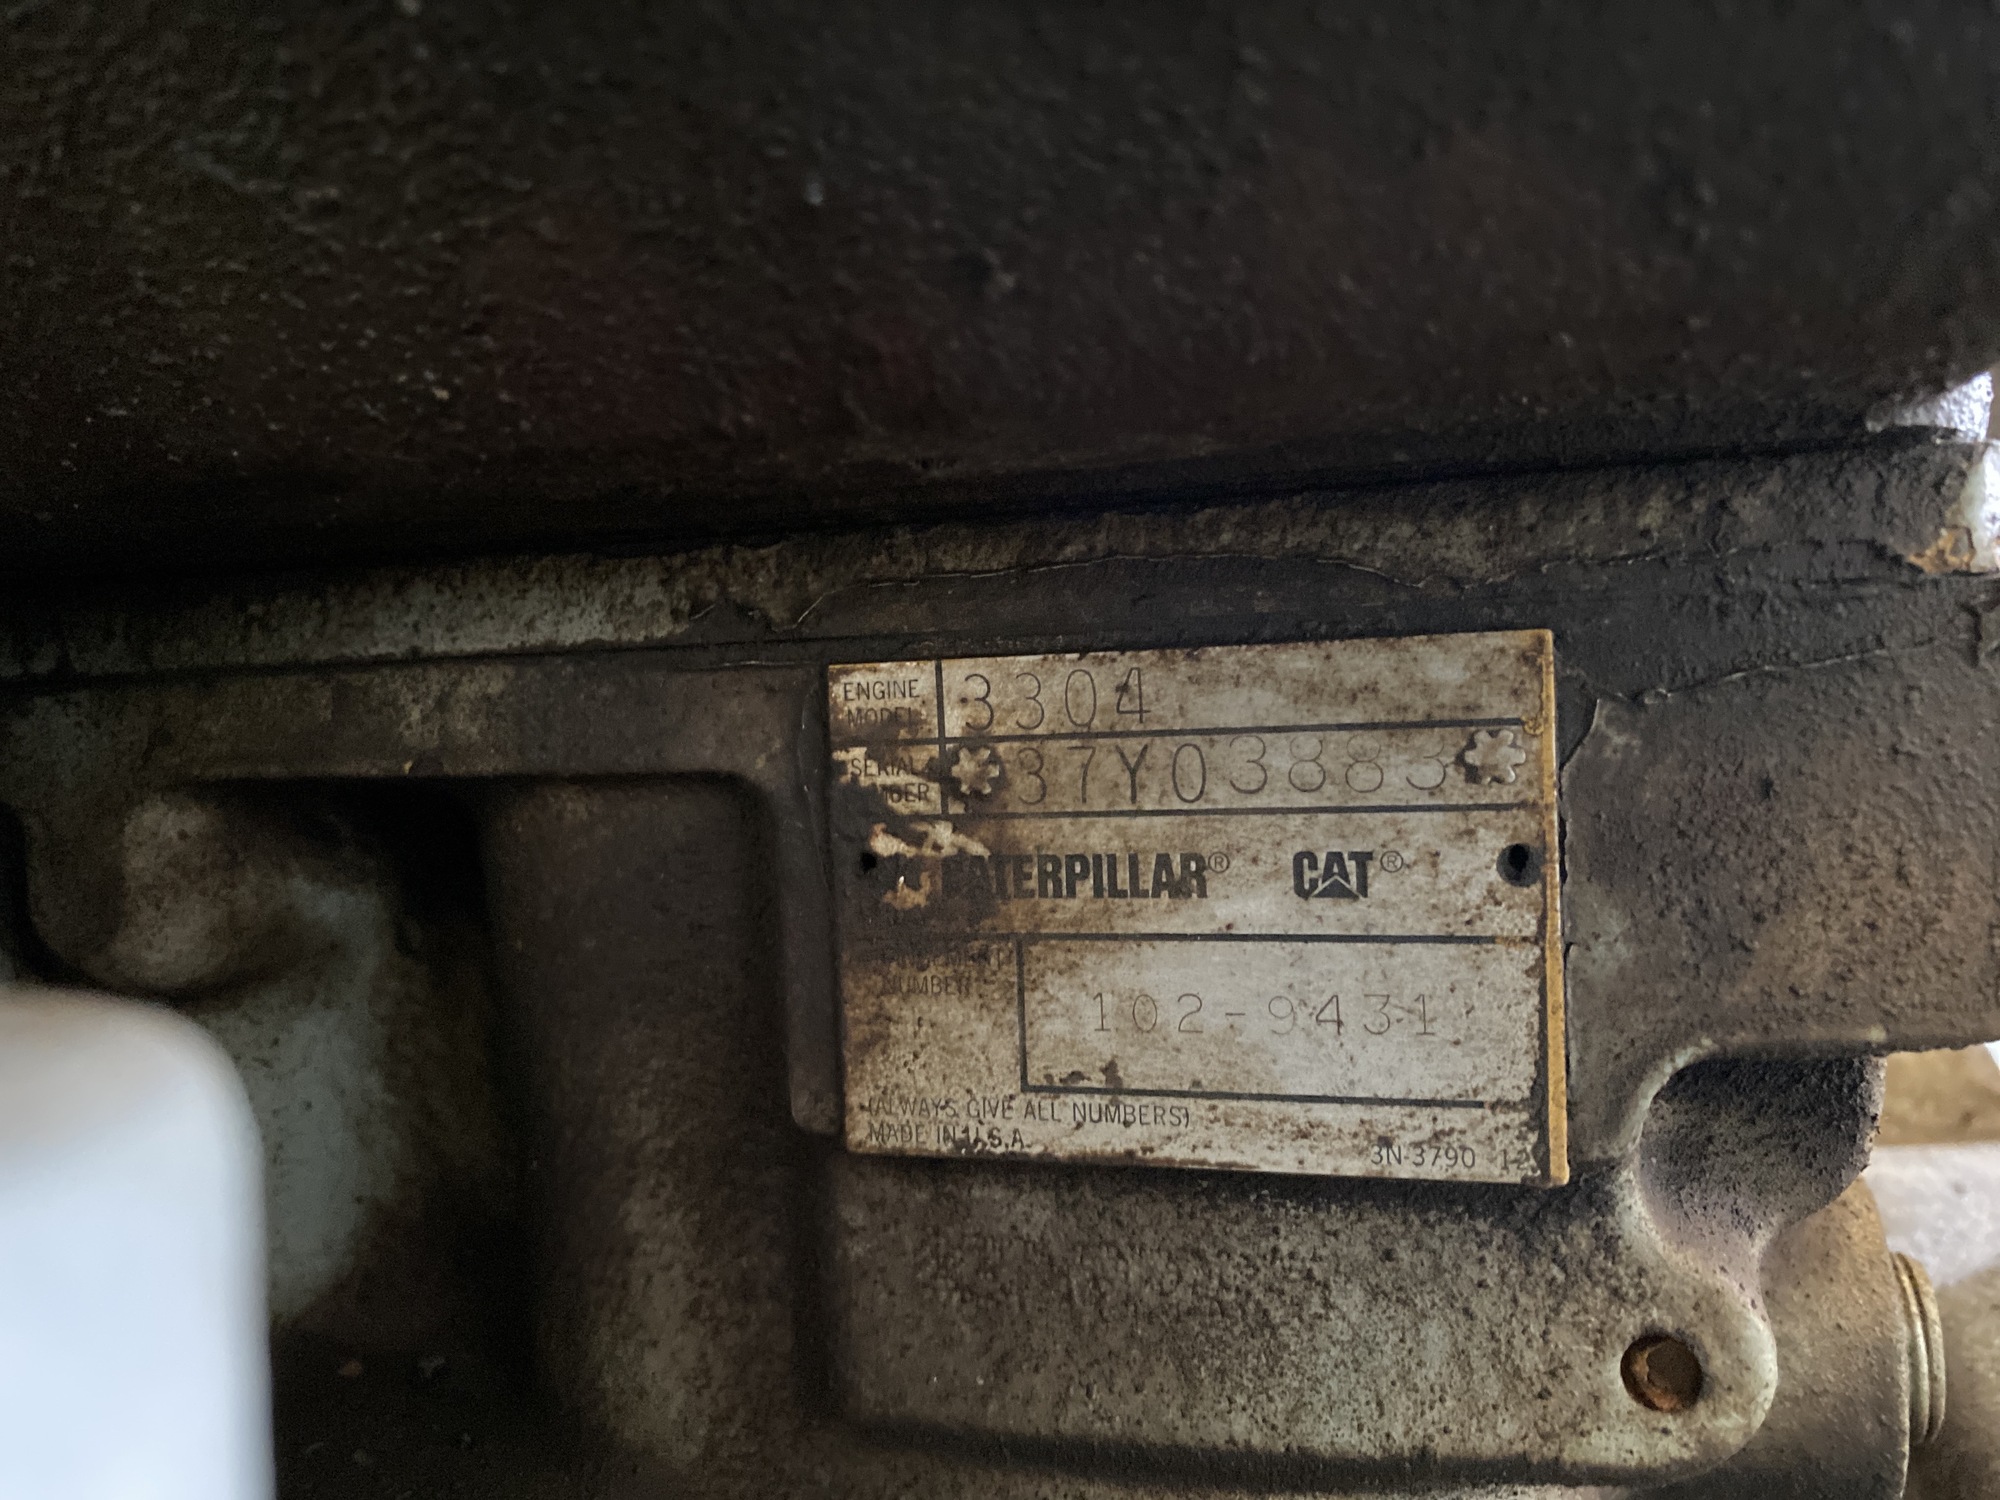 ENGINE MODEL 3304
SERIAL NUMBER *37Y03883*
CATERPILLAR® CAT®
NUMBER 102-9431
(ALWAYS GIVE ALL NUMBERS)
MADE IN U.S.A.
3N-3790 12